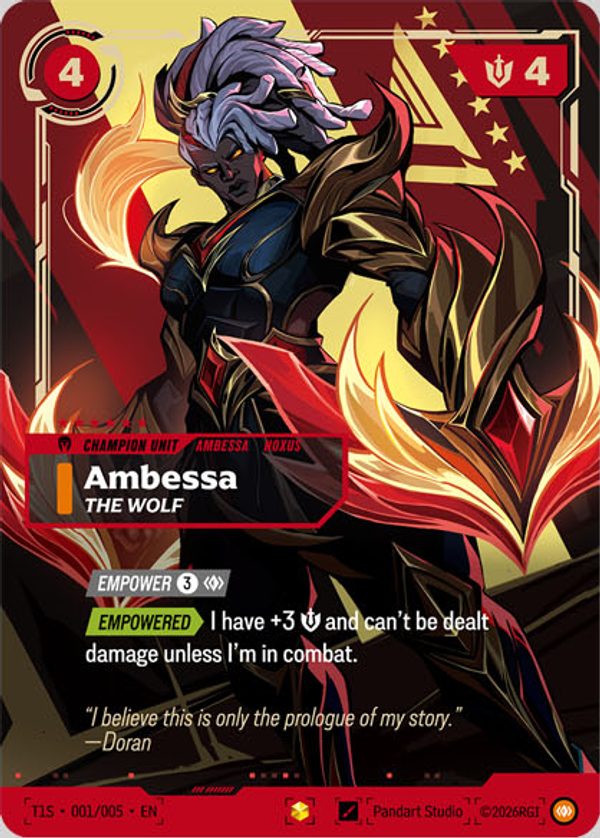 4
4
CHAMPION UNIT AMBESSA NOXUS
Ambessa
THE WOLF
EMPOWER 3
EMPOWERED I have +3 and can't be dealt
damage unless I'm in combat.
“I believe this is only the prologue of my story.”
—Doran
T1S • 001/005 • EN Pandart Studio ©2026RGI